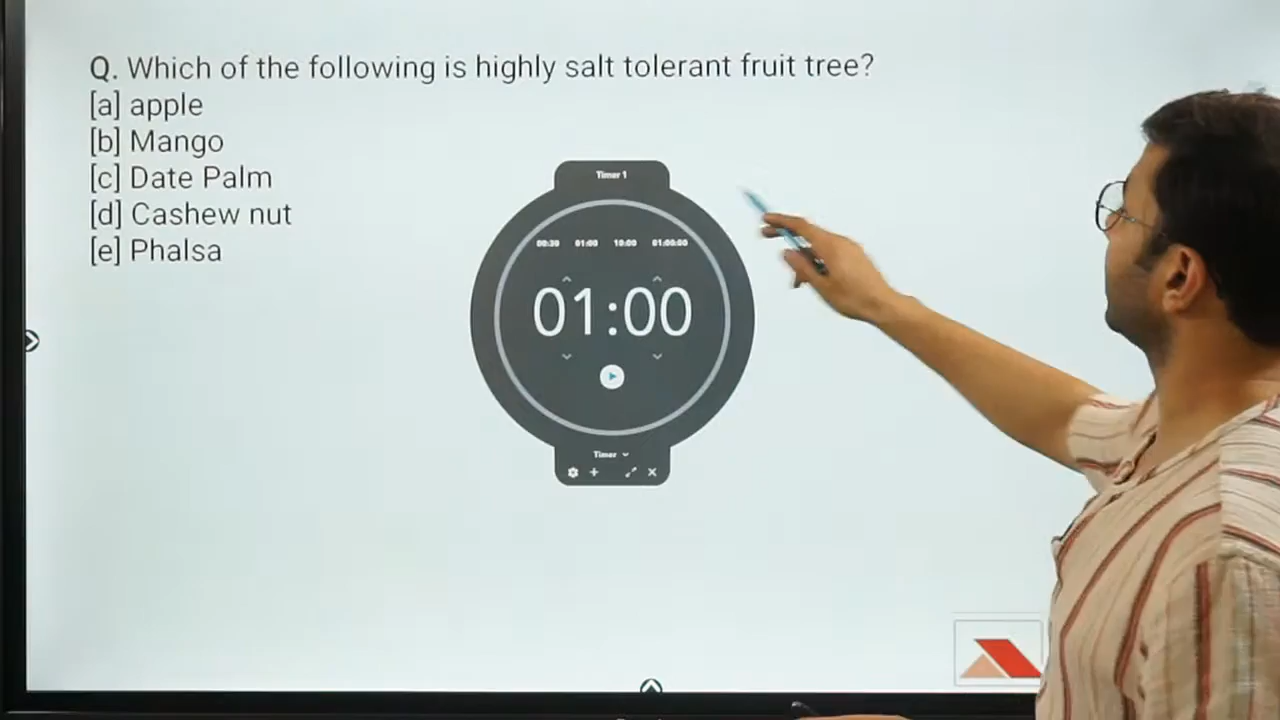 Q. Which of the following is highly salt tolerant fruit tree?
[a] apple
[b] Mango
[c] Date Palm
[d] Cashew nut
[e] Phalsa
Timer 1
00:30 01:00 10:00 01:00:00
01:00
Timer